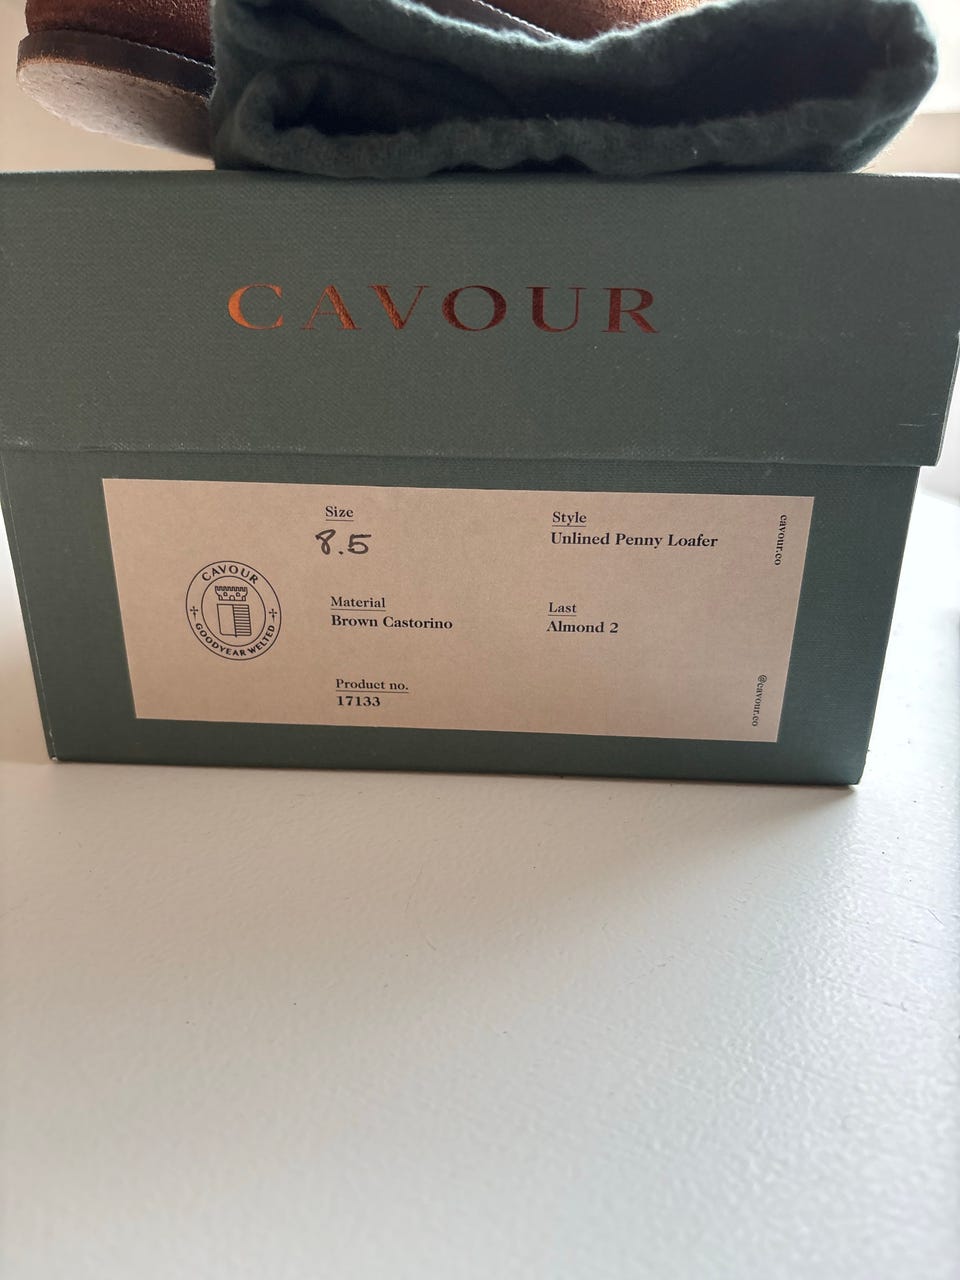 CAVOUR
Size
8.5
Style
Unlined Penny Loafer
Material
Brown Castorino
Last
Almond 2
Product no.
17133
CAVOUR
GOODYEAR WELTED
cavour.co
@cavour.co